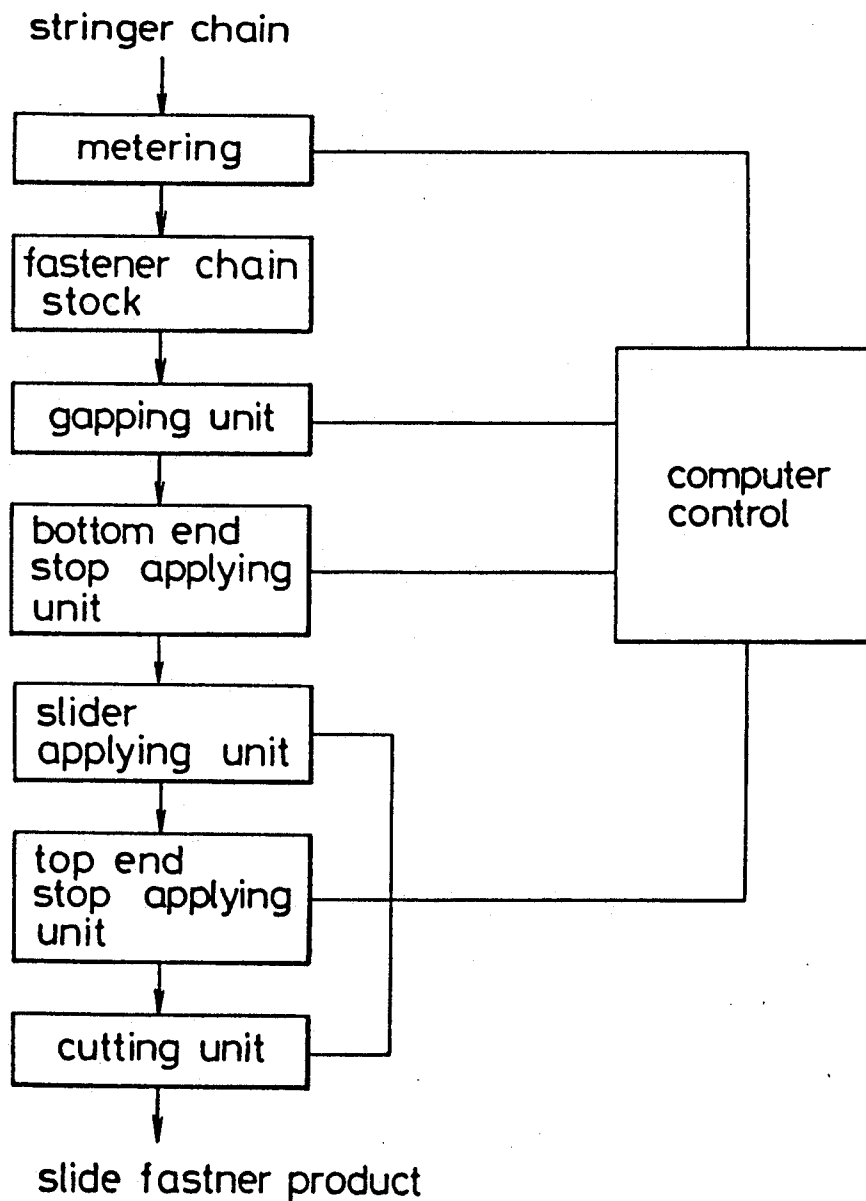 stringer chain
metering
fastener chain
stock
gapping unit
bottom end
stop applying
unit
slider
applying unit
top end
stop applying
unit
cutting unit
slide fastner product
computer
control